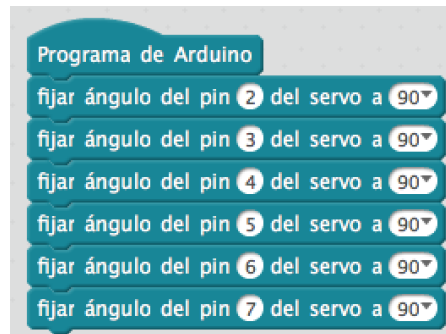 Programa de Arduino
fijar ángulo del pin 2 del servo a 90
fijar ángulo del pin 3 del servo a 90
fijar ángulo del pin 4 del servo a 90
fijar ángulo del pin 5 del servo a 90
fijar ángulo del pin 6 del servo a 90
fijar ángulo del pin 7 del servo a 90